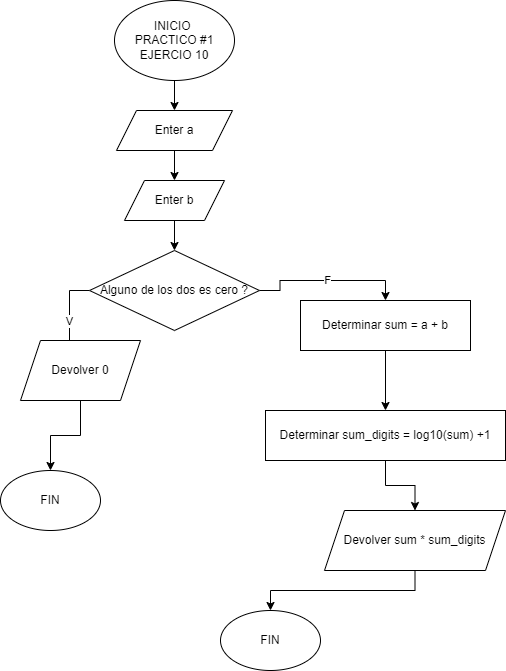 INICIO
PRACTICO #1
EJERCIO 10
Enter a
Enter b
Alguno de los dos es cero ?
F
V
Determinar sum = a + b
Devolver 0
Determinar sum_digits = log10(sum) +1
FIN
Devolver sum * sum_digits
FIN